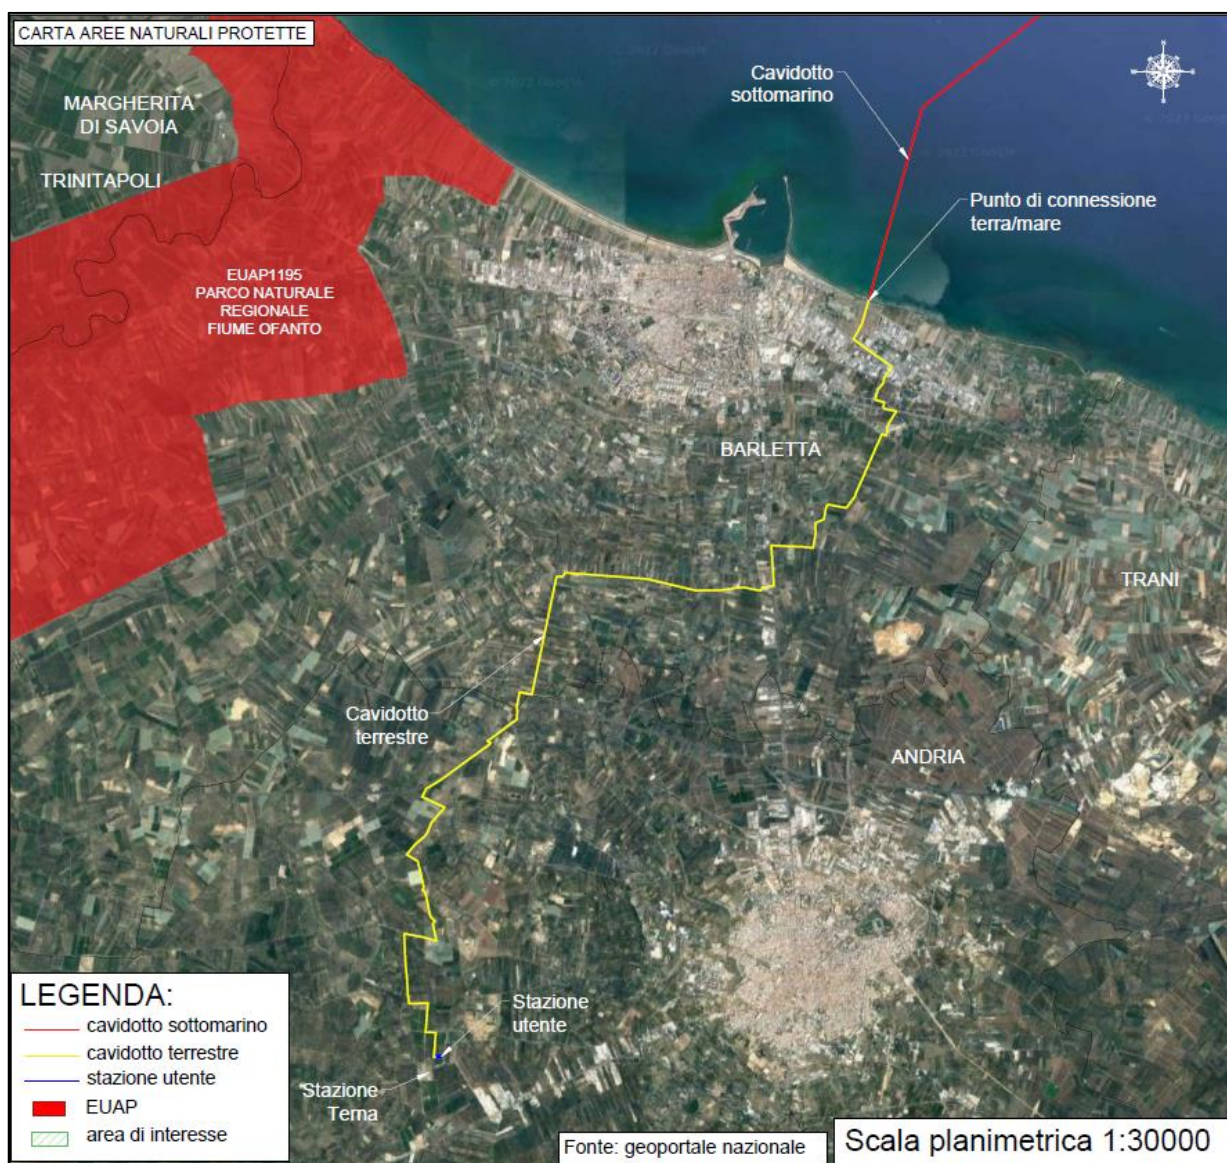 CARTA AREE NATURALI PROTETTE
MARGHERITA
DI SAVOIA
TRINITAPOLI
EUAP1195
PARCO NATURALE
REGIONALE
FIUME OFANTO
Cavidotto
sottomarino
Punto di connessione
terra/mare
BARLETTA
TRANI
Cavidotto
terrestre
ANDRIA
Stazione
utente
Stazione
Terna
LEGENDA:
cavidotto sottomarino
cavidotto terrestre
stazione utente
EUAP
area di interesse
Fonte: geoportale nazionale
Scala planimetrica 1:30000